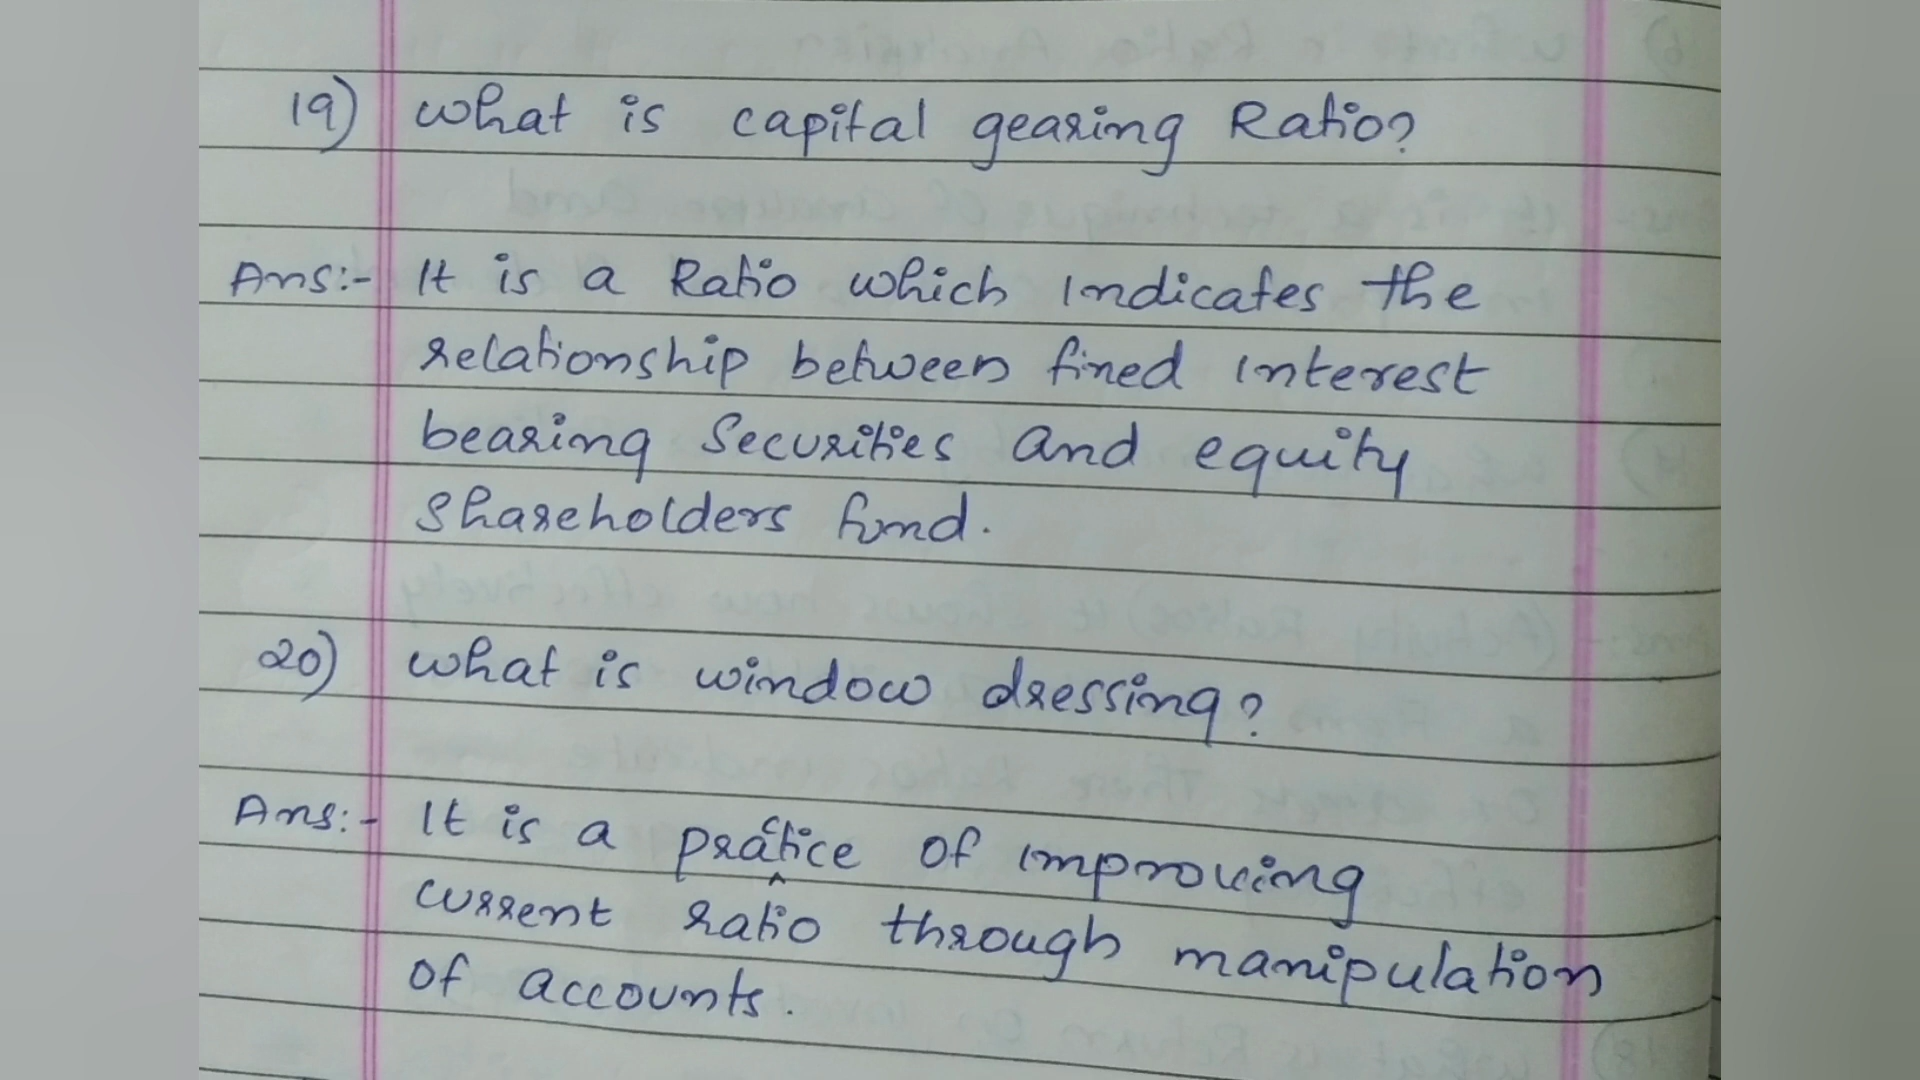 19) What is capital gearing Ratio?
Ans:- It is a Ratio which indicates the
relationship between fixed interest
bearing securities and equity
shareholders fund.
20) what is window dressing?
Ans:- It is a practice of improving
current ratio through manipulation
of accounts.